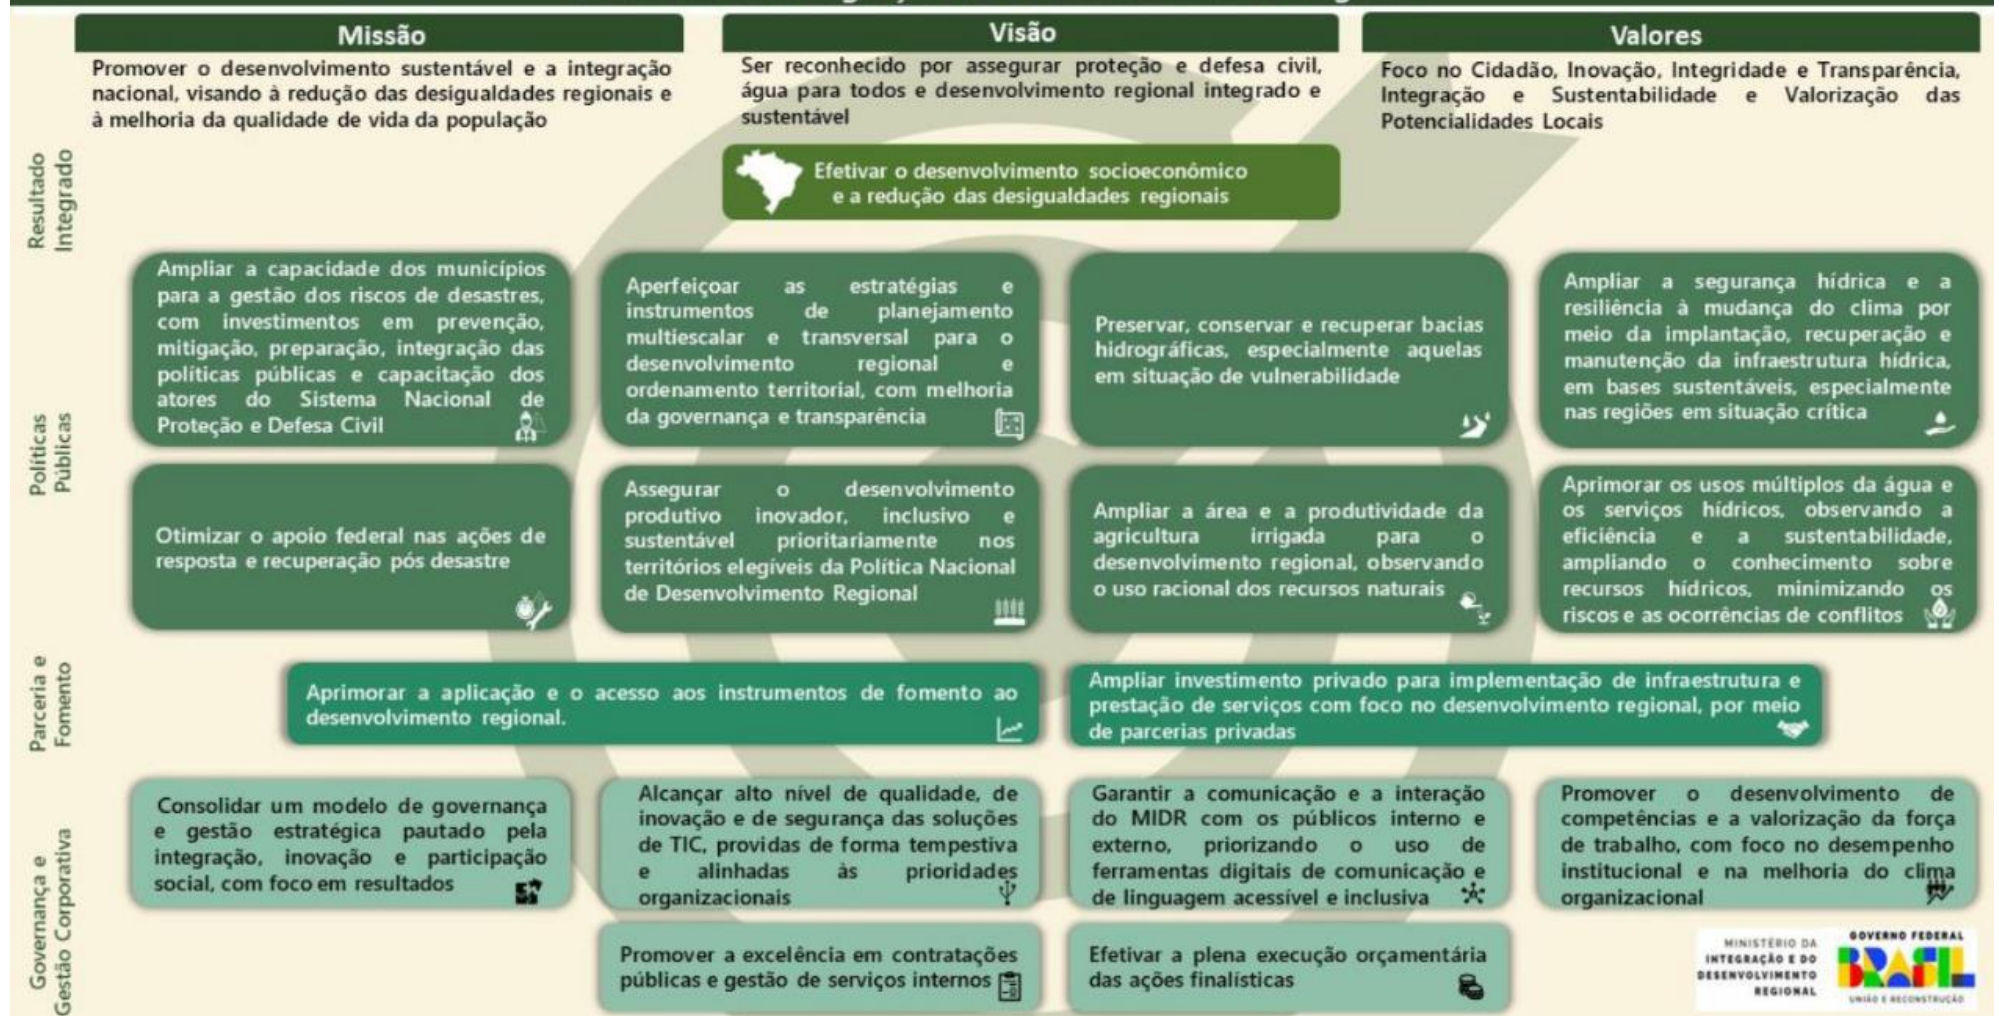 Missão
Promover o desenvolvimento sustentável e a integração
nacional, visando à redução das desigualdades regionais e
à melhoria da qualidade de vida da população
Visão
Ser reconhecido por assegurar proteção e defesa civil,
água para todos e desenvolvimento regional integrado e
sustentável
Valores
Foco no Cidadão, Inovação, Integridade e Transparência,
Integração e Sustentabilidade e Valorização das
Potencialidades Locais
Resultado
Integrado
Efetivar o desenvolvimento socioeconômico
e a redução das desigualdades regionais
Políticas
Públicas
Ampliar a capacidade dos municípios
para a gestão dos riscos de desastres,
com investimentos em prevenção,
mitigação, preparação, integração das
políticas públicas e capacitação dos
atores do Sistema Nacional de
Proteção e Defesa Civil
Aperfeiçoar as estratégias e
instrumentos de planejamento
multiescalar e transversal para o
desenvolvimento regional e
ordenamento territorial, com melhoria
da governança e transparência
Preservar, conservar e recuperar bacias
hidrográficas, especialmente aquelas
em situação de vulnerabilidade
Ampliar a segurança hídrica e a
resiliência à mudança do clima por
meio da implantação, recuperação e
manutenção da infraestrutura hídrica,
em bases sustentáveis, especialmente
nas regiões em situação crítica
Otimizar o apoio federal nas ações de
resposta e recuperação pós desastre
Assegurar o desenvolvimento
produtivo inovador, inclusivo e
sustentável prioritariamente nos
territórios elegíveis da Política Nacional
de Desenvolvimento Regional
Ampliar a área e a produtividade da
agricultura irrigada para o
desenvolvimento regional, observando
o uso racional dos recursos naturais
Aprimorar os usos múltiplos da água e
os serviços hídricos, observando a
eficiência e a sustentabilidade,
ampliando o conhecimento sobre
recursos hídricos, minimizando os
riscos e as ocorrências de conflitos
Parceria e
Fomento
Aprimorar a aplicação e o acesso aos instrumentos de fomento ao
desenvolvimento regional.
Ampliar investimento privado para implementação de infraestrutura e
prestação de serviços com foco no desenvolvimento regional, por meio
de parcerias privadas
Governança e
Gestão Corporativa
Consolidar um modelo de governança
e gestão estratégica pautado pela
integração, inovação e participação
social, com foco em resultados
Alcançar alto nível de qualidade, de
inovação e de segurança das soluções
de TIC, providas de forma tempestiva
e alinhadas às prioridades
organizacionais
Garantir a comunicação e a interação
do MIDR com os públicos interno e
externo, priorizando o uso de
ferramentas digitais de comunicação e
de linguagem acessível e inclusiva
Promover o desenvolvimento de
competências e a valorização da força
de trabalho, com foco no desempenho
institucional e na melhoria do clima
organizacional
Promover a excelência em contratações
públicas e gestão de serviços internos
Efetivar a plena execução orçamentária
das ações finalísticas
MINISTÉRIO DA
INTEGRAÇÃO E DO
DESENVOLVIMENTO
REGIONAL
GOVERNO FEDERAL
BRASIL
UNIÃO E RECONSTRUÇÃO